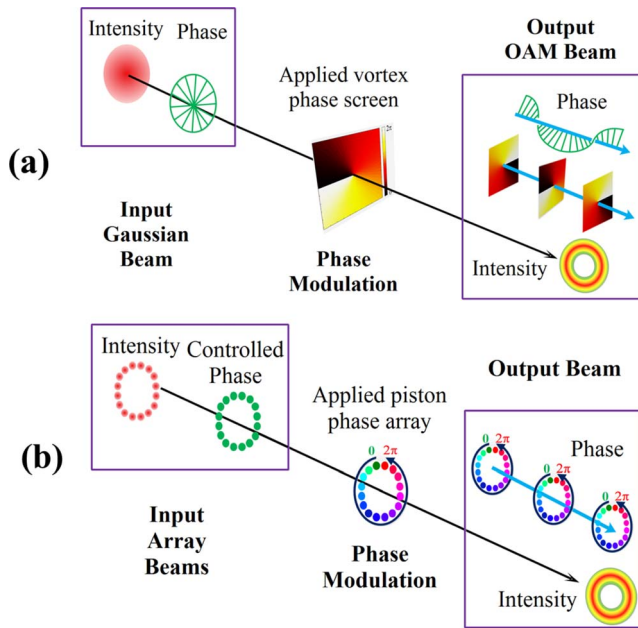 Intensity
Phase
Output
OAM Beam
Applied vortex
phase screen
2π
Phase
(a)
Input
Gaussian
Beam
Phase
Modulation
Intensity
Intensity
Controlled
Phase
Output Beam
Applied piston
phase array
0 2π
0 2π
Phase
0 2π
0 2π
(b)
Input
Array
Beams
Phase
Modulation
Intensity